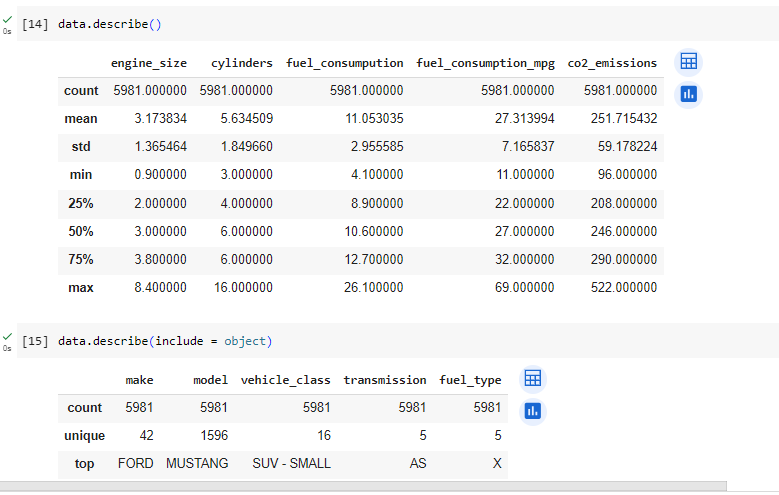 [14] data.describe()
0s
engine_size cylinders fuel_consumpution fuel_consumption_mpg co2_emissions
count 5981.000000 5981.000000 5981.000000 5981.000000 5981.000000
mean 3.173834 5.634509 11.053035 27.313994 251.715432
std 1.365464 1.849660 2.955585 7.165837 59.178224
min 0.900000 3.000000 4.100000 11.000000 96.000000
25% 2.000000 4.000000 8.900000 22.000000 208.000000
50% 3.000000 6.000000 10.600000 27.000000 246.000000
75% 3.800000 6.000000 12.700000 32.000000 290.000000
max 8.400000 16.000000 26.100000 69.000000 522.000000
[15] data.describe(include = object)
0s
make model vehicle_class transmission fuel_type
count 5981 5981 5981 5981 5981
unique 42 1596 16 5 5
top FORD MUSTANG SUV - SMALL AS X